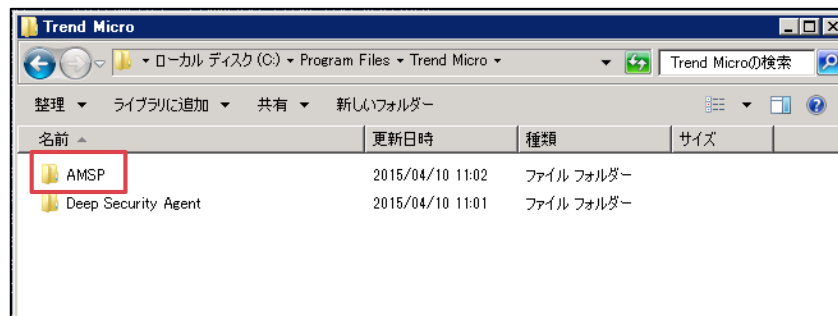 Trend Micro
ローカル ディスク (C:) Program Files Trend Micro Trend Microの検索
整理 ライブラリに追加 共有 新しいフォルダー
名前 更新日時 種類 サイズ
AMSP 2015/04/10 11:02 ファイル フォルダー
Deep Security Agent 2015/04/10 11:01 ファイル フォルダー